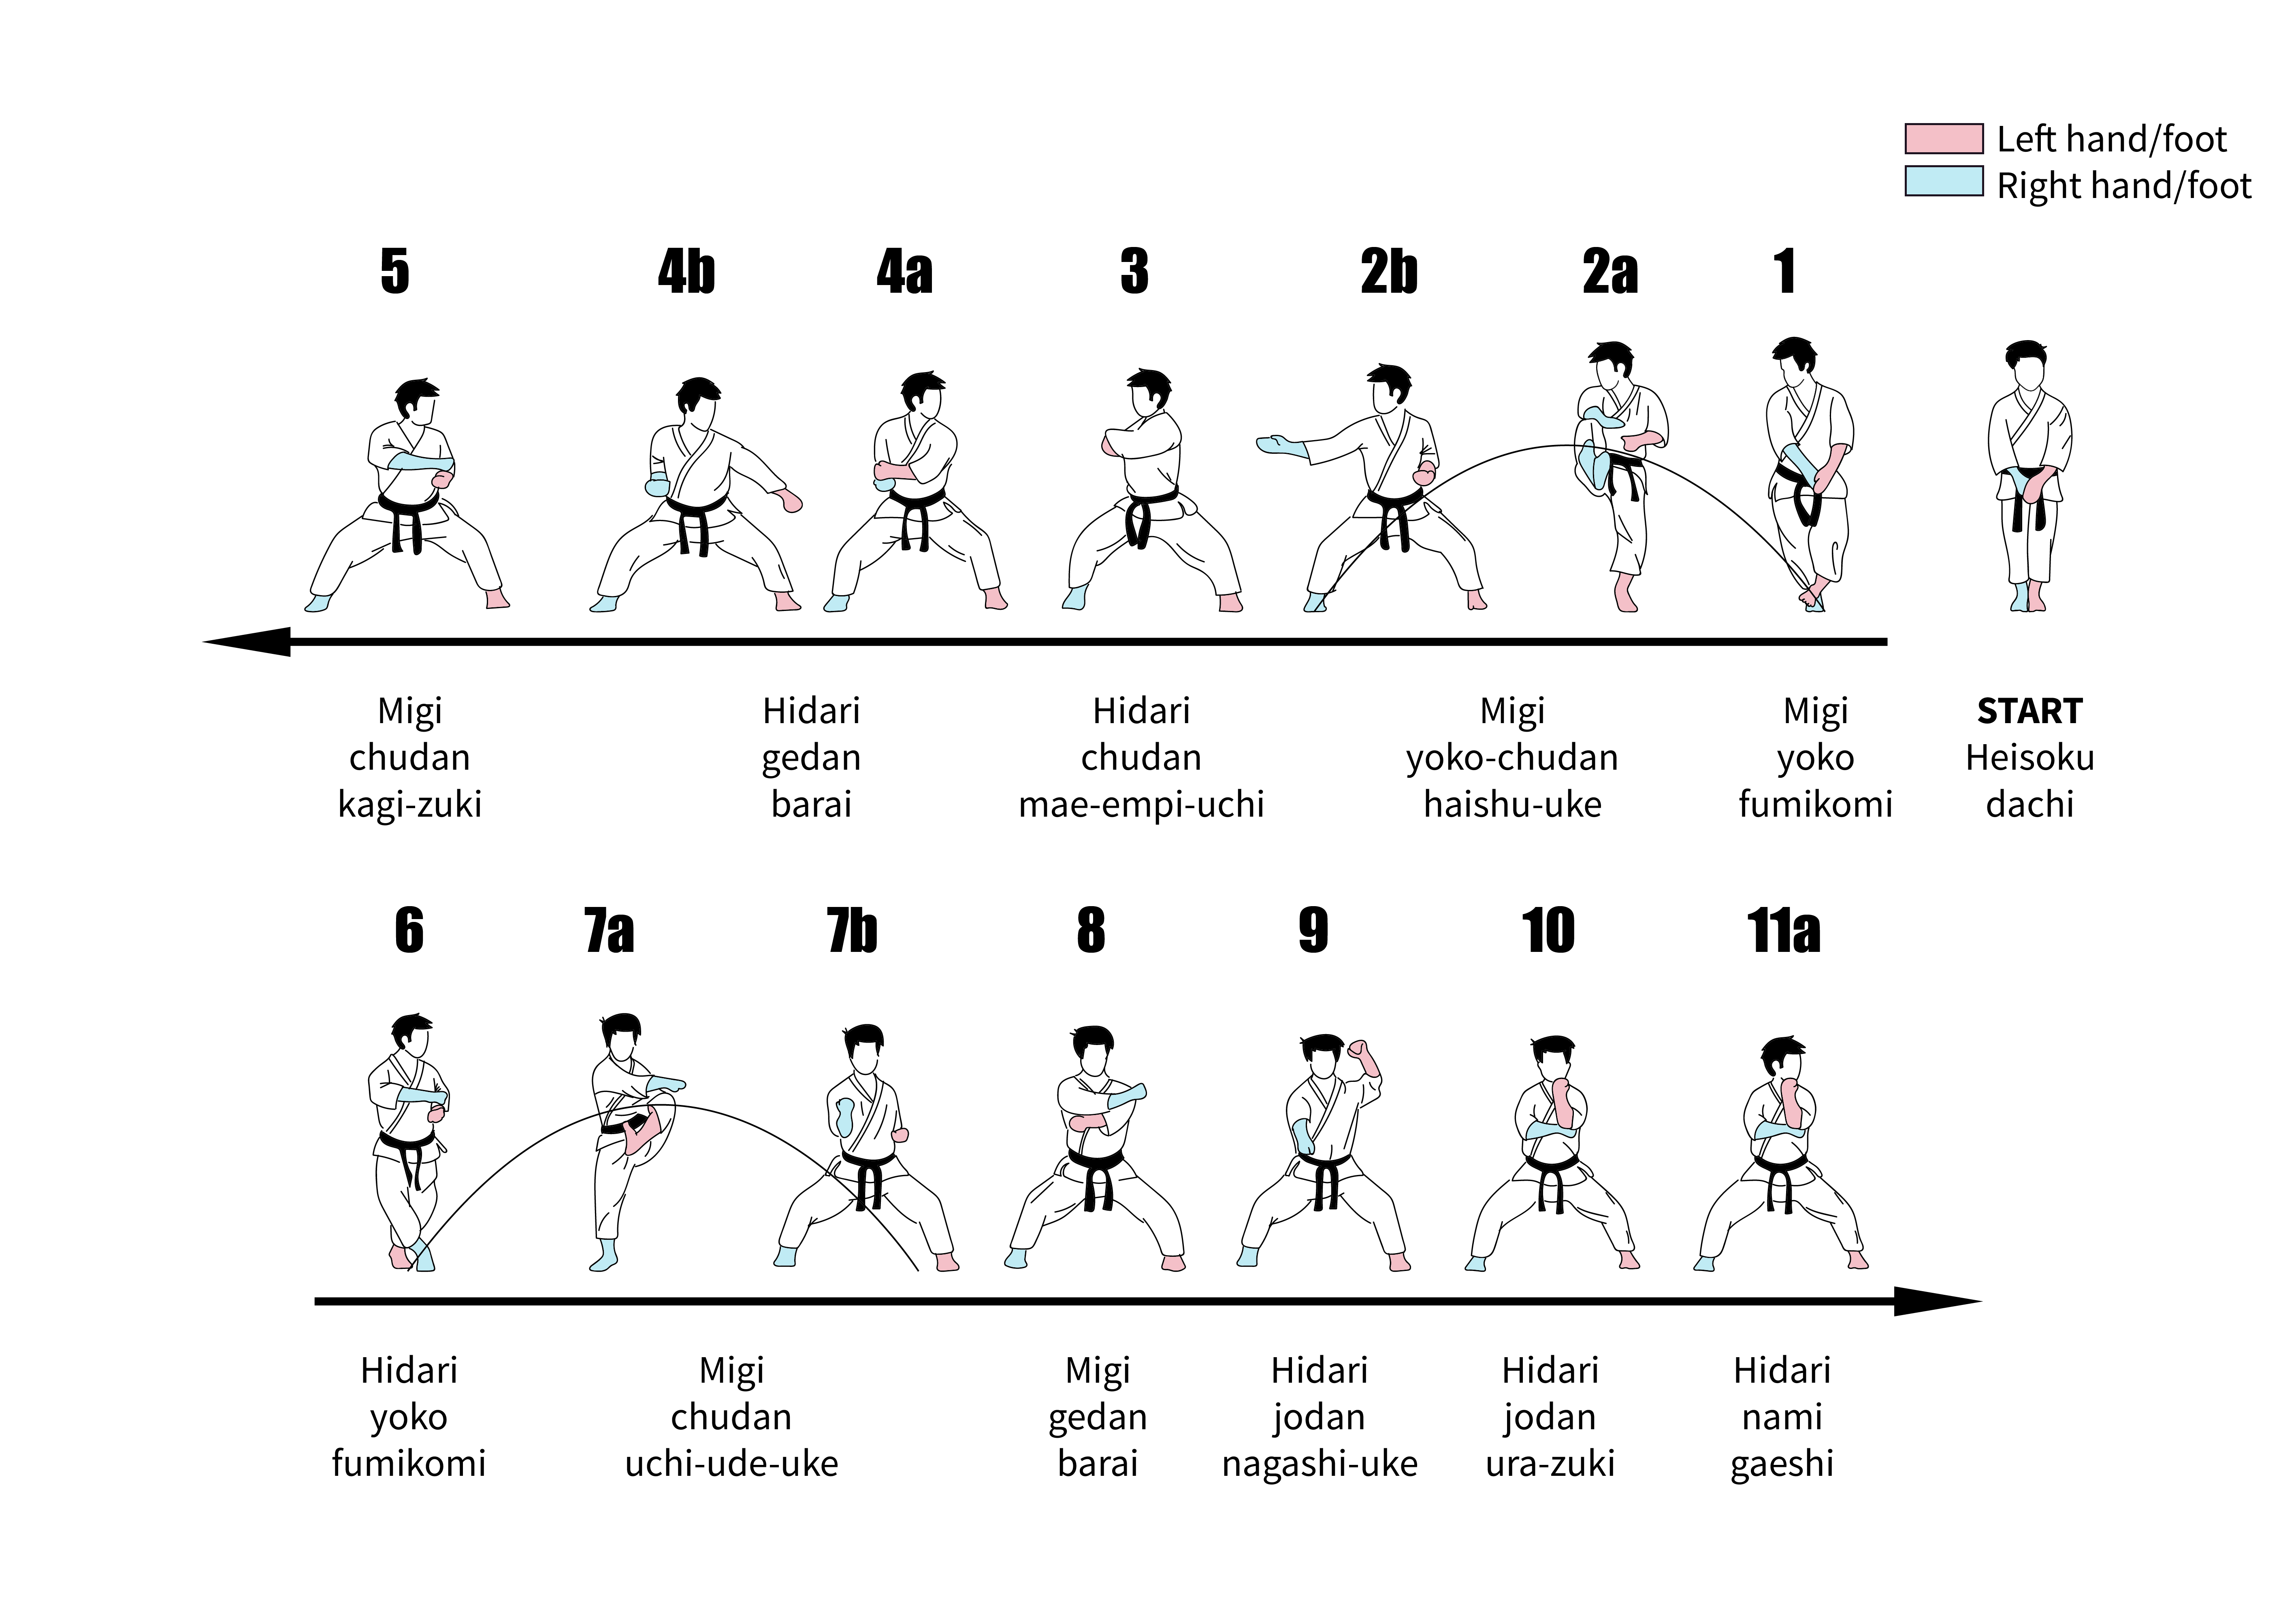 Left hand/foot
Right hand/foot
5 4b 4a 3 2b 2a 1
Migi
chudan
kagi-zuki
Hidari
gedan
barai
Hidari
chudan
mae-empi-uchi
Migi
yoko-chudan
haishu-uke
Migi
yoko
fumikomi
START
Heisoku
dachi
6 7a 7b 8 9 10 11a
Hidari
yoko
fumikomi
Migi
chudan
uchi-ude-uke
Migi
gedan
barai
Hidari
jodan
nagashi-uke
Hidari
jodan
ura-zuki
Hidari
nami
gaeshi